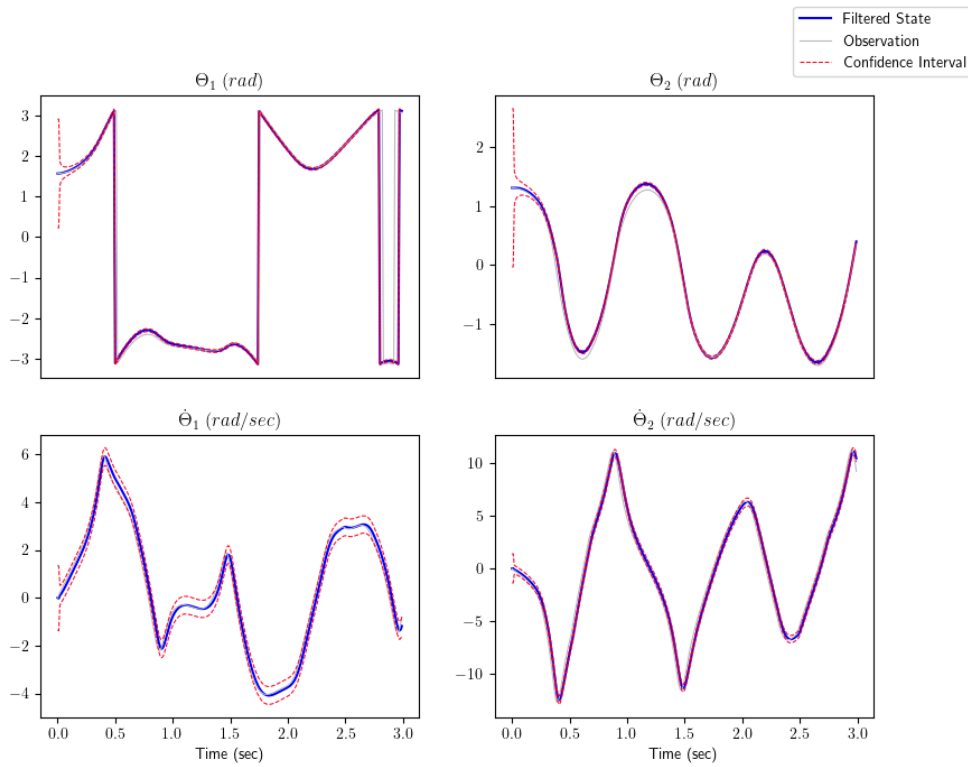 Filtered State
Observation
Confidence Interval
Θ₁ (rad)
Θ₂ (rad)
3
2
1
0
−1
−2
−3
2
1
0
−1
Θ̇₁ (rad/sec)
Θ̇₂ (rad/sec)
6
4
2
0
−2
−4
10
5
0
−5
−10
0.0 0.5 1.0 1.5 2.0 2.5 3.0
0.0 0.5 1.0 1.5 2.0 2.5 3.0
Time (sec)
Time (sec)